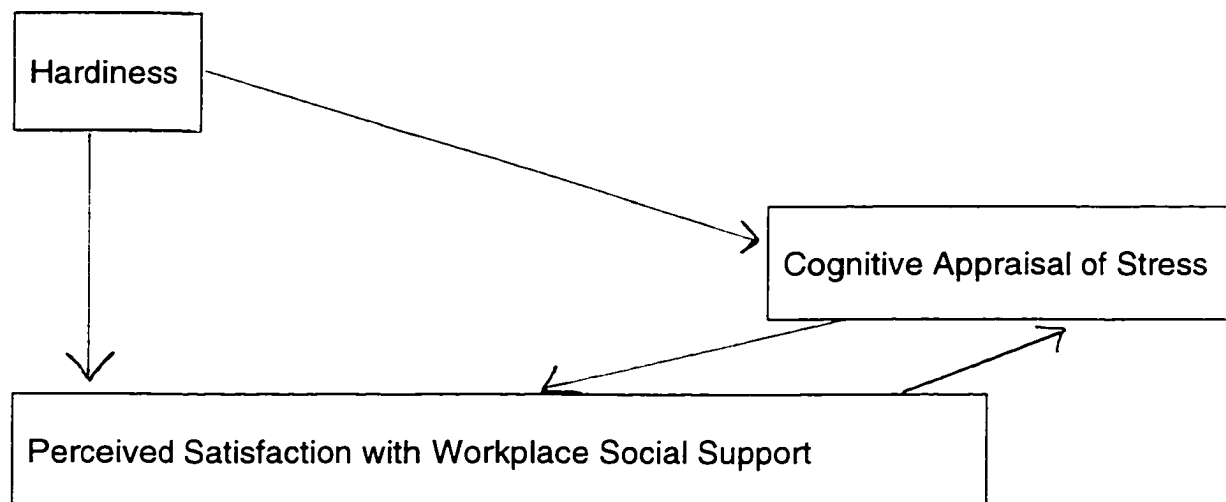 Hardiness
Cognitive Appraisal of Stress
Perceived Satisfaction with Workplace Social Support